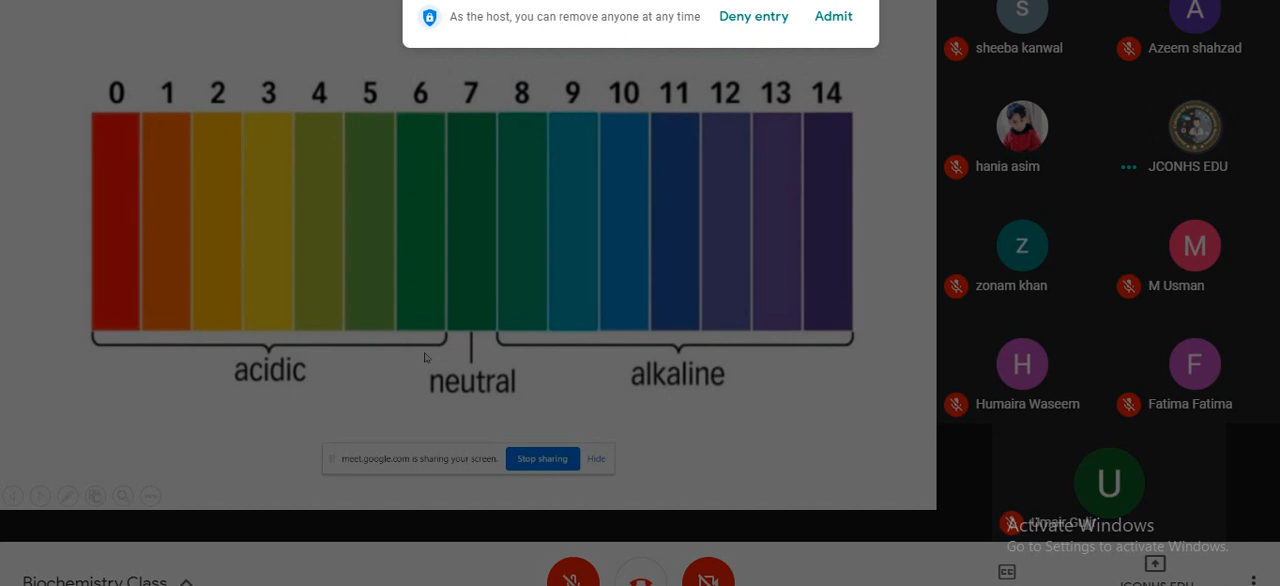 As the host, you can remove anyone at any time Deny entry Admit
S A
sheeba kanwal Azeem shahzad
0 1 2 3 4 5 6 7 8 9 10 11 12 13 14
hania asim JCONHS EDU
z M
zonam khan M Usman
acidic neutral alkaline
H F
Humaira Waseem Fatima Fatima
meet.google.com is sharing your screen. Stop sharing Hide
U
Activate Windows
Go to Settings to activate Windows.
Biochemistry Class
CC
JCONHS EDU